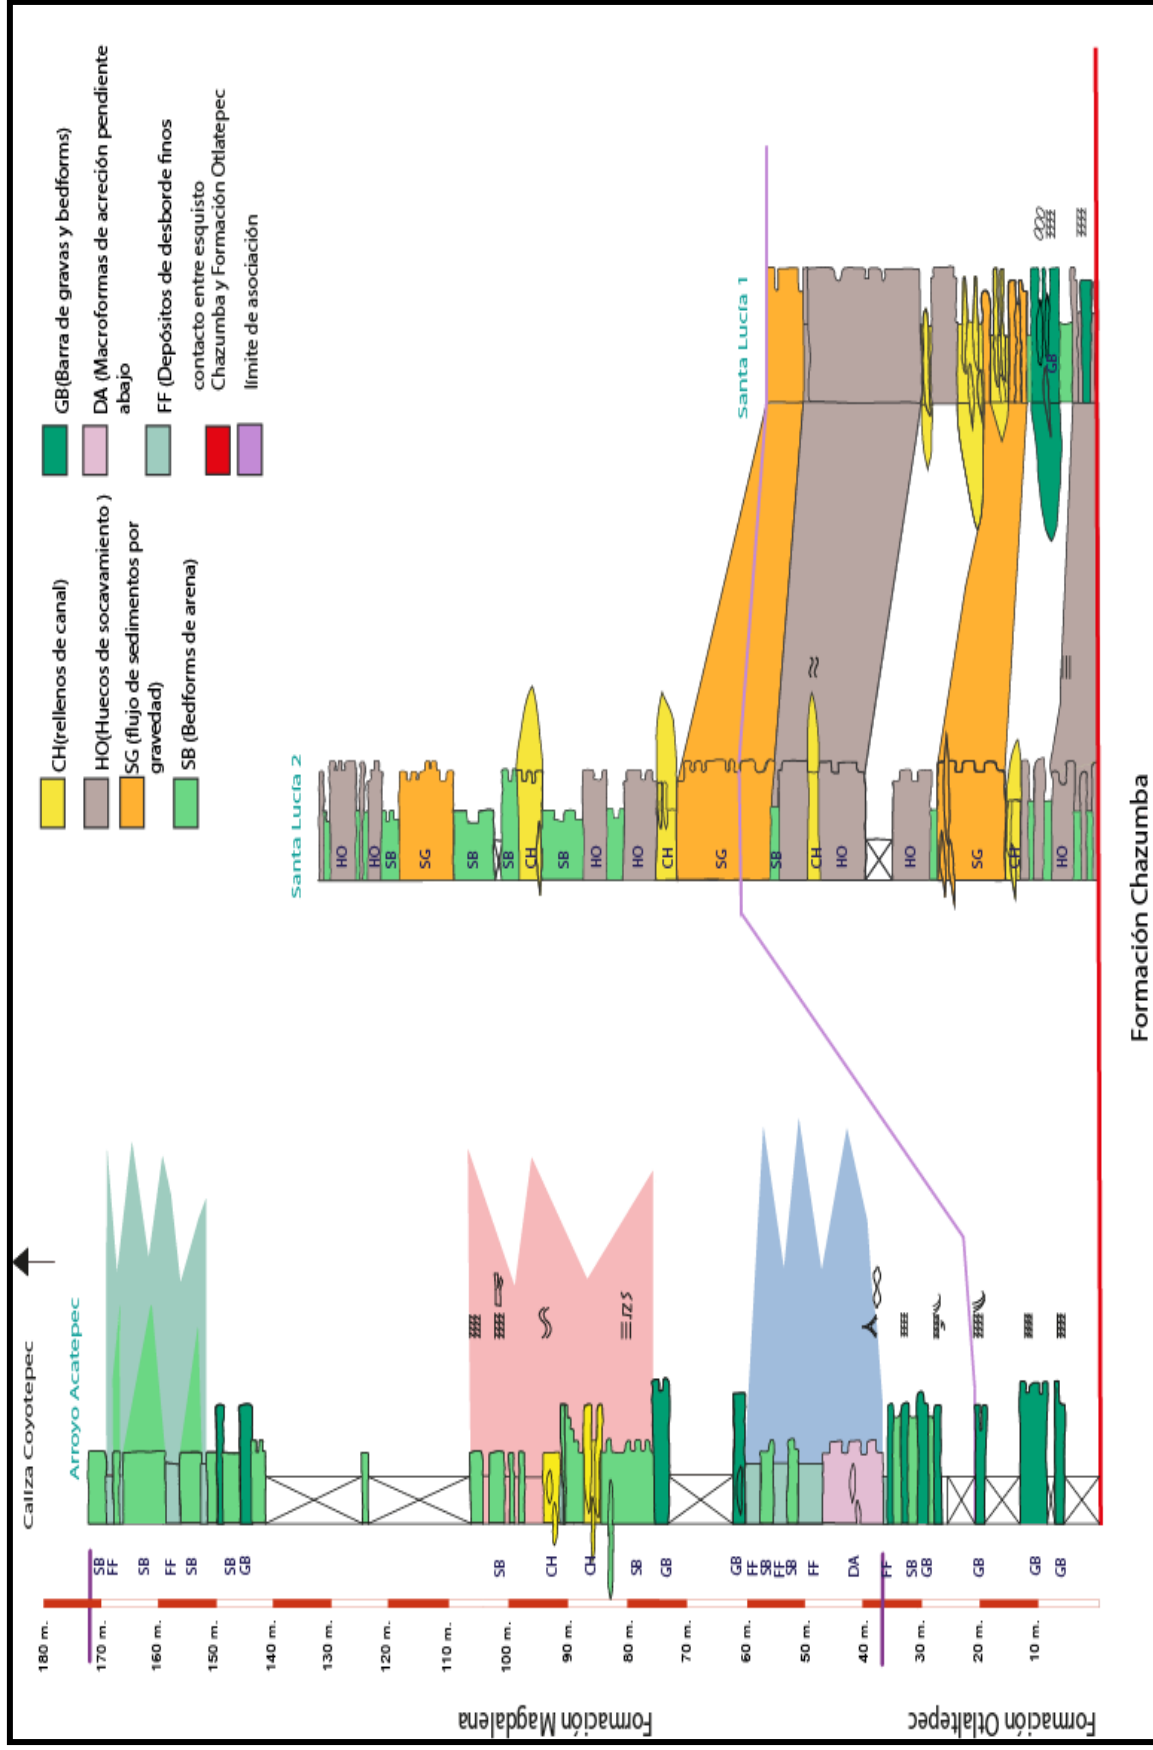 Caliza Coyotepec
Arroyo Acatepec
Santa Lucía 2
Santa Lucía 1
CH(rellenos de canal)
HO(Huecos de socavamiento )
SG (flujo de sedimentos por
gravedad)
SB (Bedforms de arena)
GB(Barra de gravas y bedforms)
DA (Macroformas de acreción pendiente
abajo
FF (Depósitos de desborde finos
contacto entre esquisto
Chazumba y Formación Otlatepec
límite de asociación
Formación Magdalena
Formación Otlaltepec
180 m.
170 m.
160 m.
150 m.
140 m.
130 m.
120 m.
110 m.
100 m.
90 m.
80 m.
70 m.
60 m.
50 m.
40 m.
30 m.
20 m.
10 m.
SB
FF
SB
FF
SB
SB
GB
SB
CH
CH
SB
GB
GB
FF
SB
FF
SB
FF
DA
FF
SB
GB
GB
GB
GB
HO
HO
SB
SG
SB
SB
CH
SB
HO
HO
CH
SG
SB
CH
HO
HO
SG
CH
HO
GB
Formación Chazumba